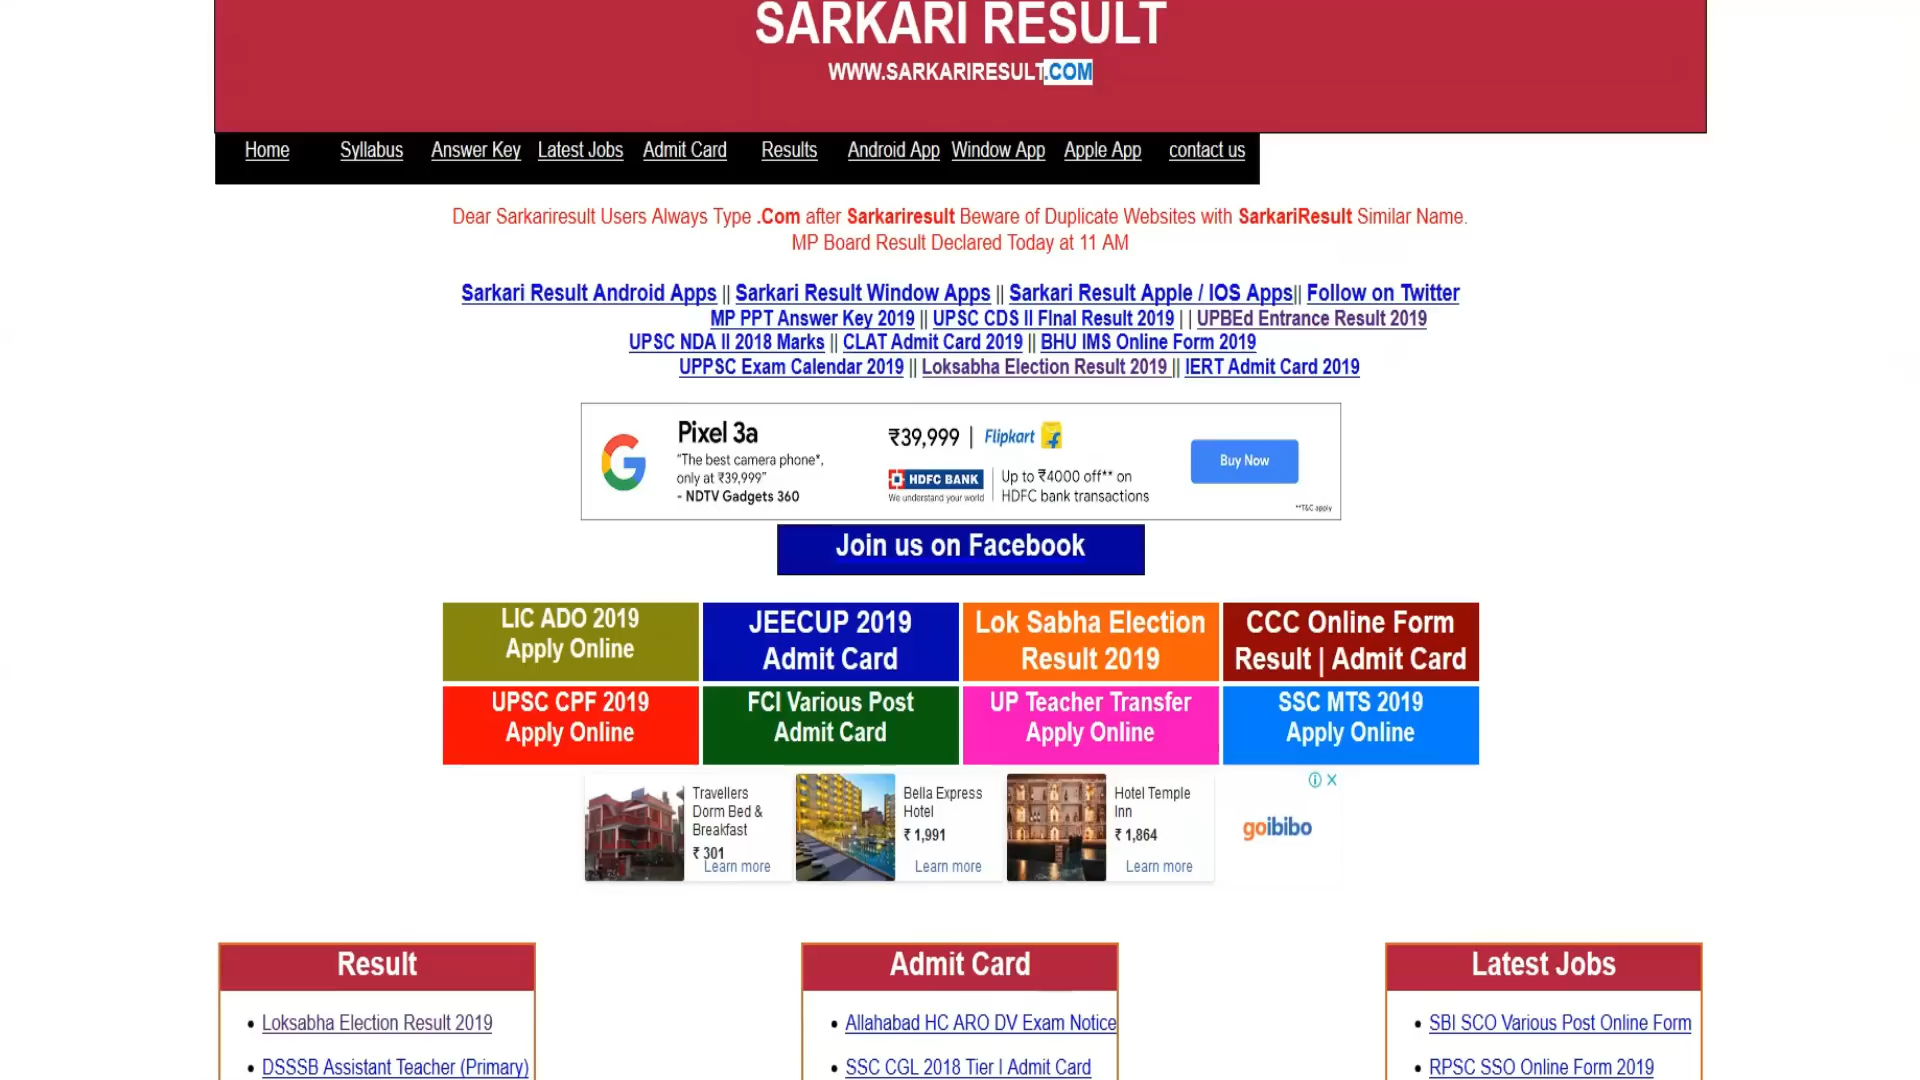 SARKARI RESULT
WWW.SARKARIRESULT.COM
Home Syllabus Answer Key Latest Jobs Admit Card Results Android App Window App Apple App contact us
Dear Sarkariresult Users Always Type .Com after Sarkariresult Beware of Duplicate Websites with SarkariResult Similar Name.
MP Board Result Declared Today at 11 AM
Sarkari Result Android Apps || Sarkari Result Window Apps || Sarkari Result Apple / IOS Apps|| Follow on Twitter
MP PPT Answer Key 2019 || UPSC CDS II FInal Result 2019 | | UPBEd Entrance Result 2019
UPSC NDA II 2018 Marks || CLAT Admit Card 2019 || BHU IMS Online Form 2019
UPPSC Exam Calendar 2019 || Loksabha Election Result 2019 || IERT Admit Card 2019
Pixel 3a
"The best camera phone*,
only at ₹39,999"
- NDTV Gadgets 360
₹39,999 | Flipkart
HDFC BANK
We understand your world
Up to ₹4000 off** on
HDFC bank transactions
Buy Now
**T&C apply
Join us on Facebook
LIC ADO 2019
Apply Online
JEECUP 2019
Admit Card
Lok Sabha Election
Result 2019
CCC Online Form
Result | Admit Card
UPSC CPF 2019
Apply Online
FCI Various Post
Admit Card
UP Teacher Transfer
Apply Online
SSC MTS 2019
Apply Online
Travellers
Dorm Bed &
Breakfast
₹ 301
Learn more
Bella Express
Hotel
₹ 1,991
Learn more
Hotel Temple
Inn
₹ 1,864
Learn more
goibibo
Result
Loksabha Election Result 2019
DSSSB Assistant Teacher (Primary)
Admit Card
Allahabad HC ARO DV Exam Notice
SSC CGL 2018 Tier I Admit Card
Latest Jobs
SBI SCO Various Post Online Form
RPSC SSO Online Form 2019